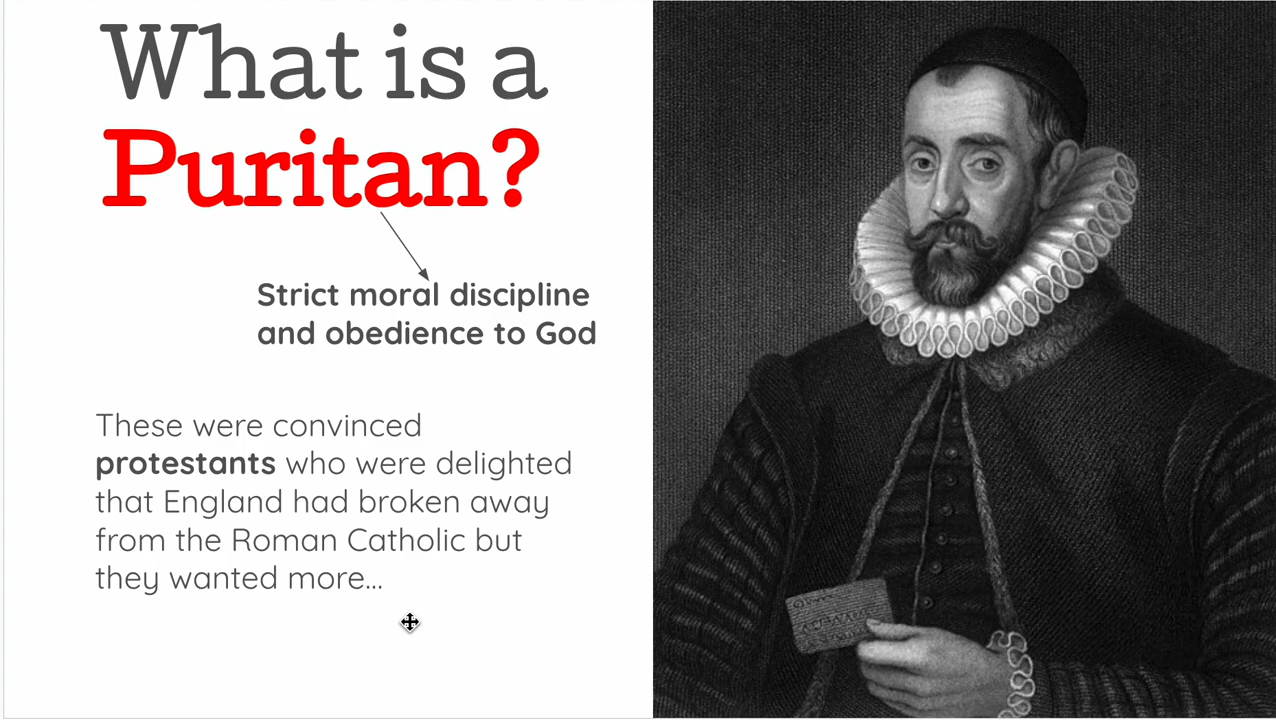 What is a
Puritan?
Strict moral discipline
and obedience to God
These were convinced
protestants who were delighted
that England had broken away
from the Roman Catholic but
they wanted more...